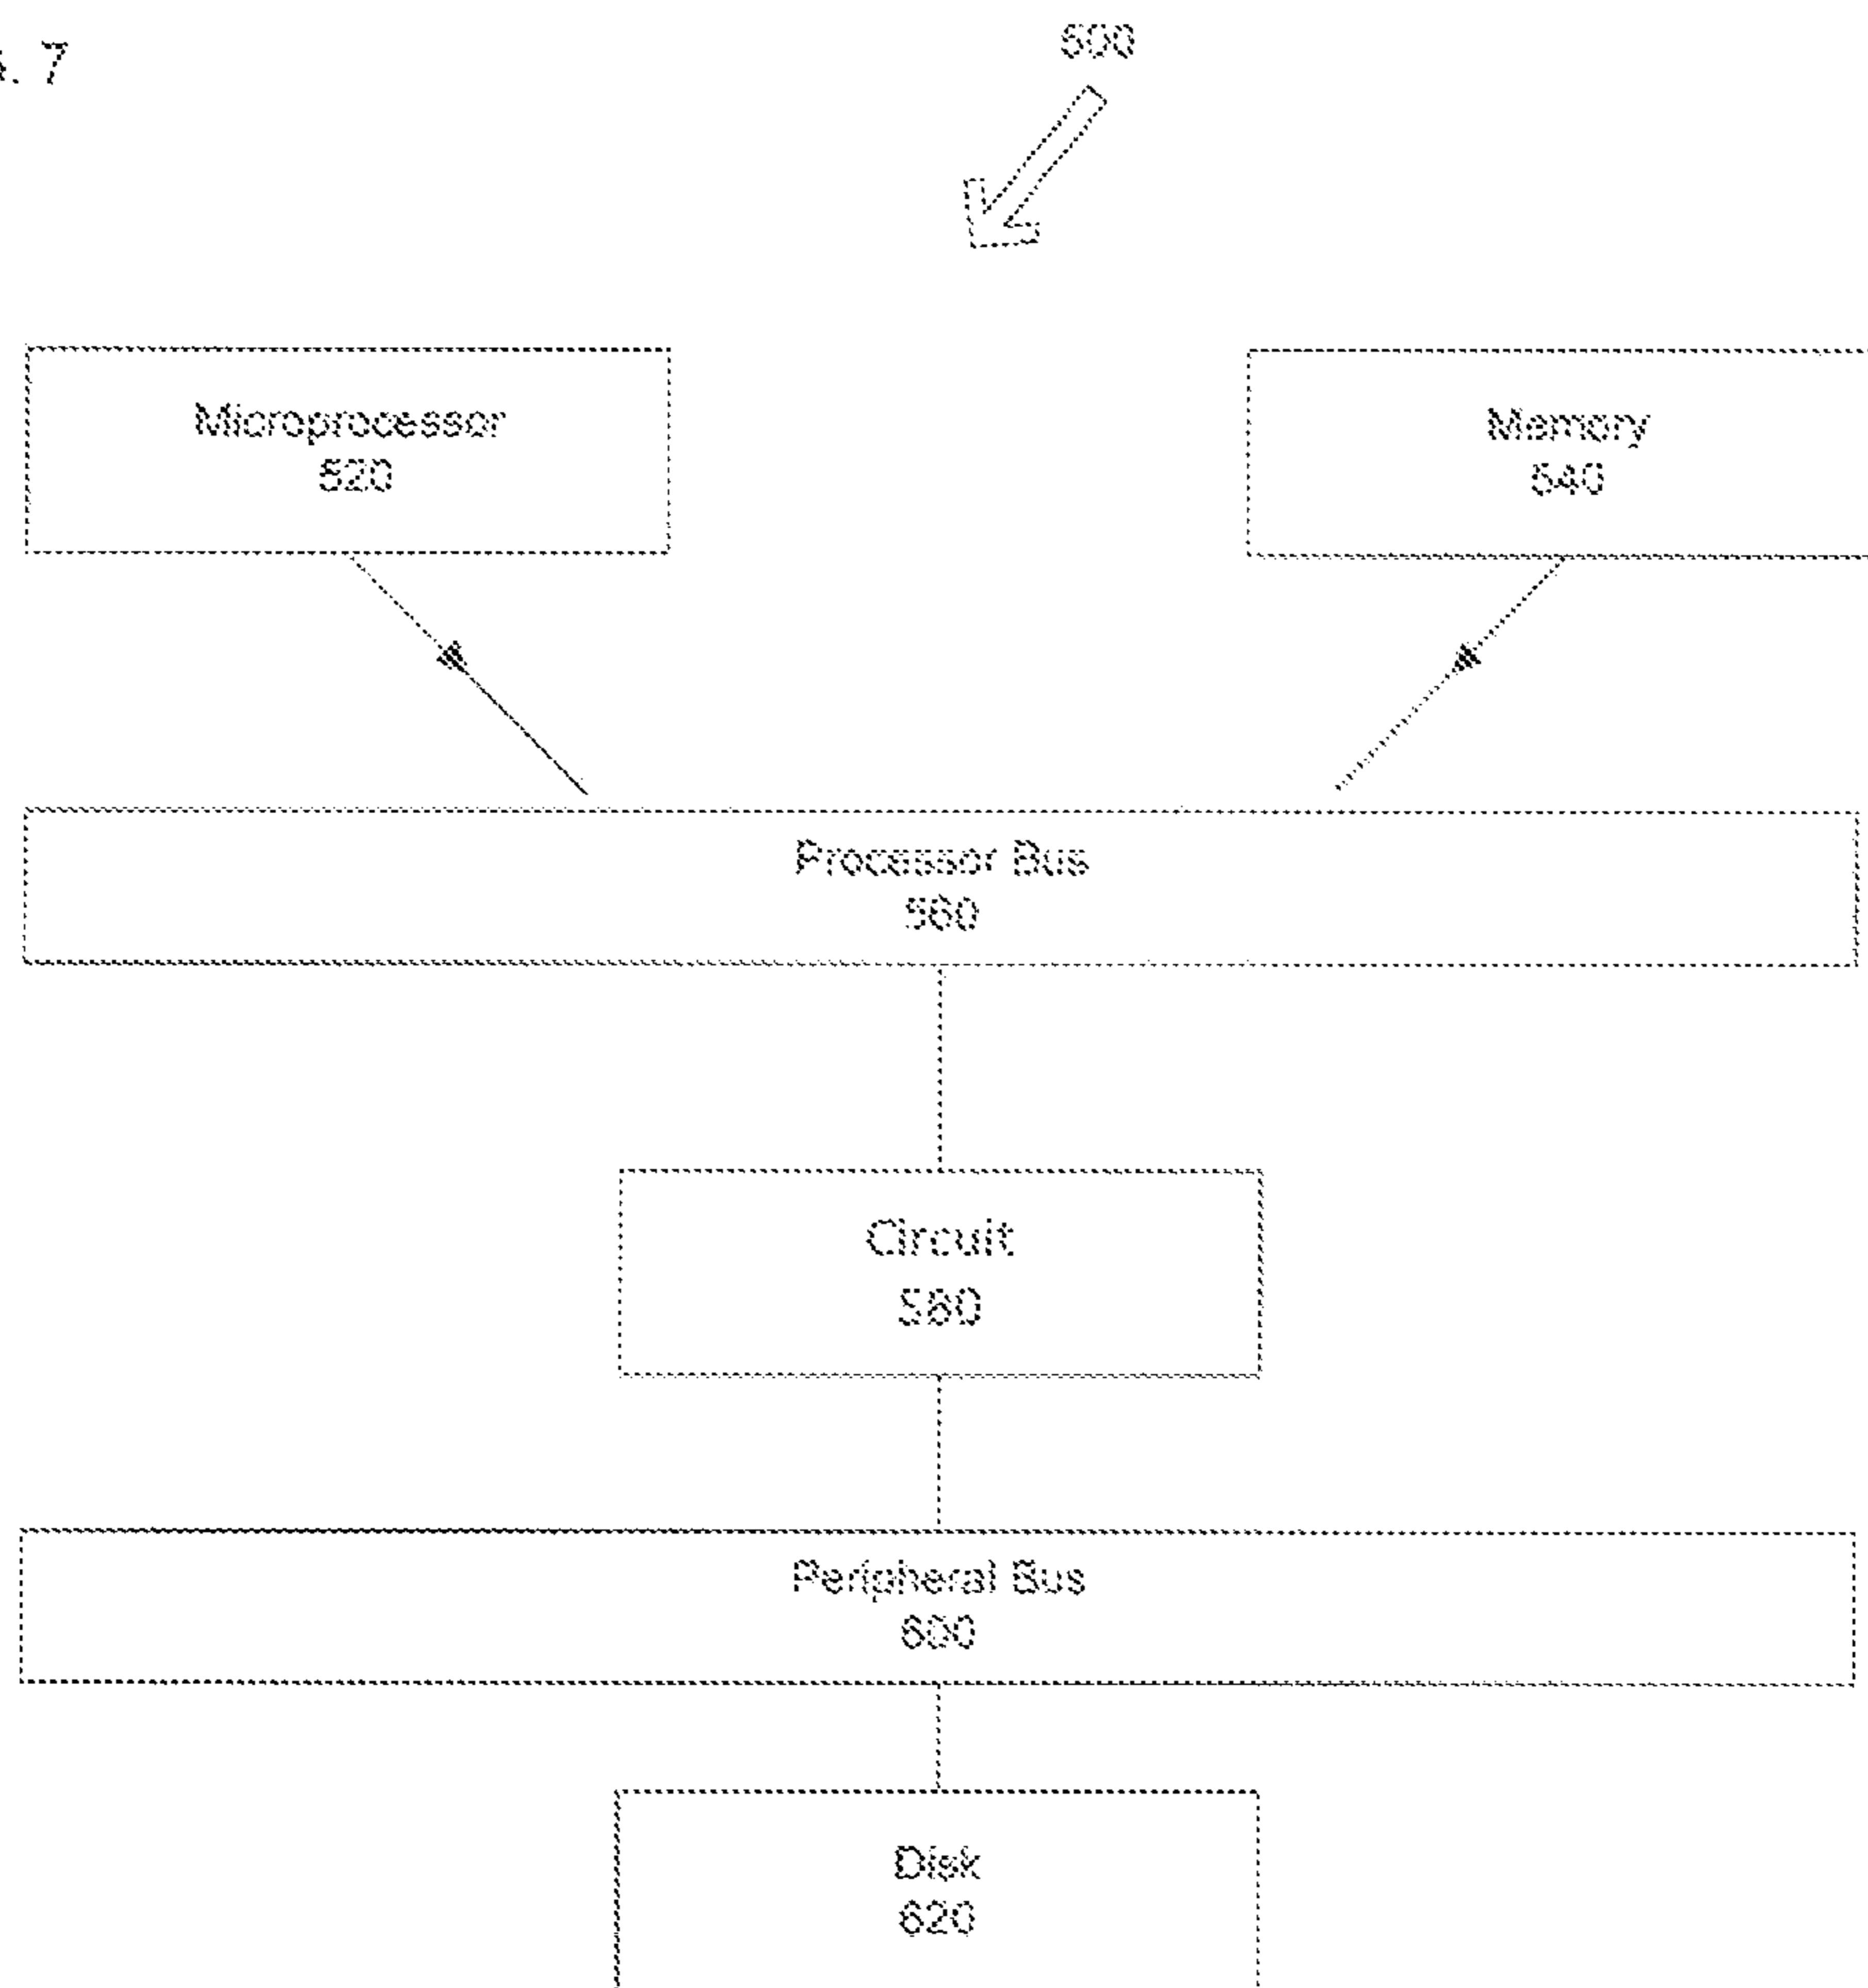 . 7
500
Microprocessor
520
Memory
540
Processor Bus
560
Circuit
580
Peripheral Bus
600
Disk
620